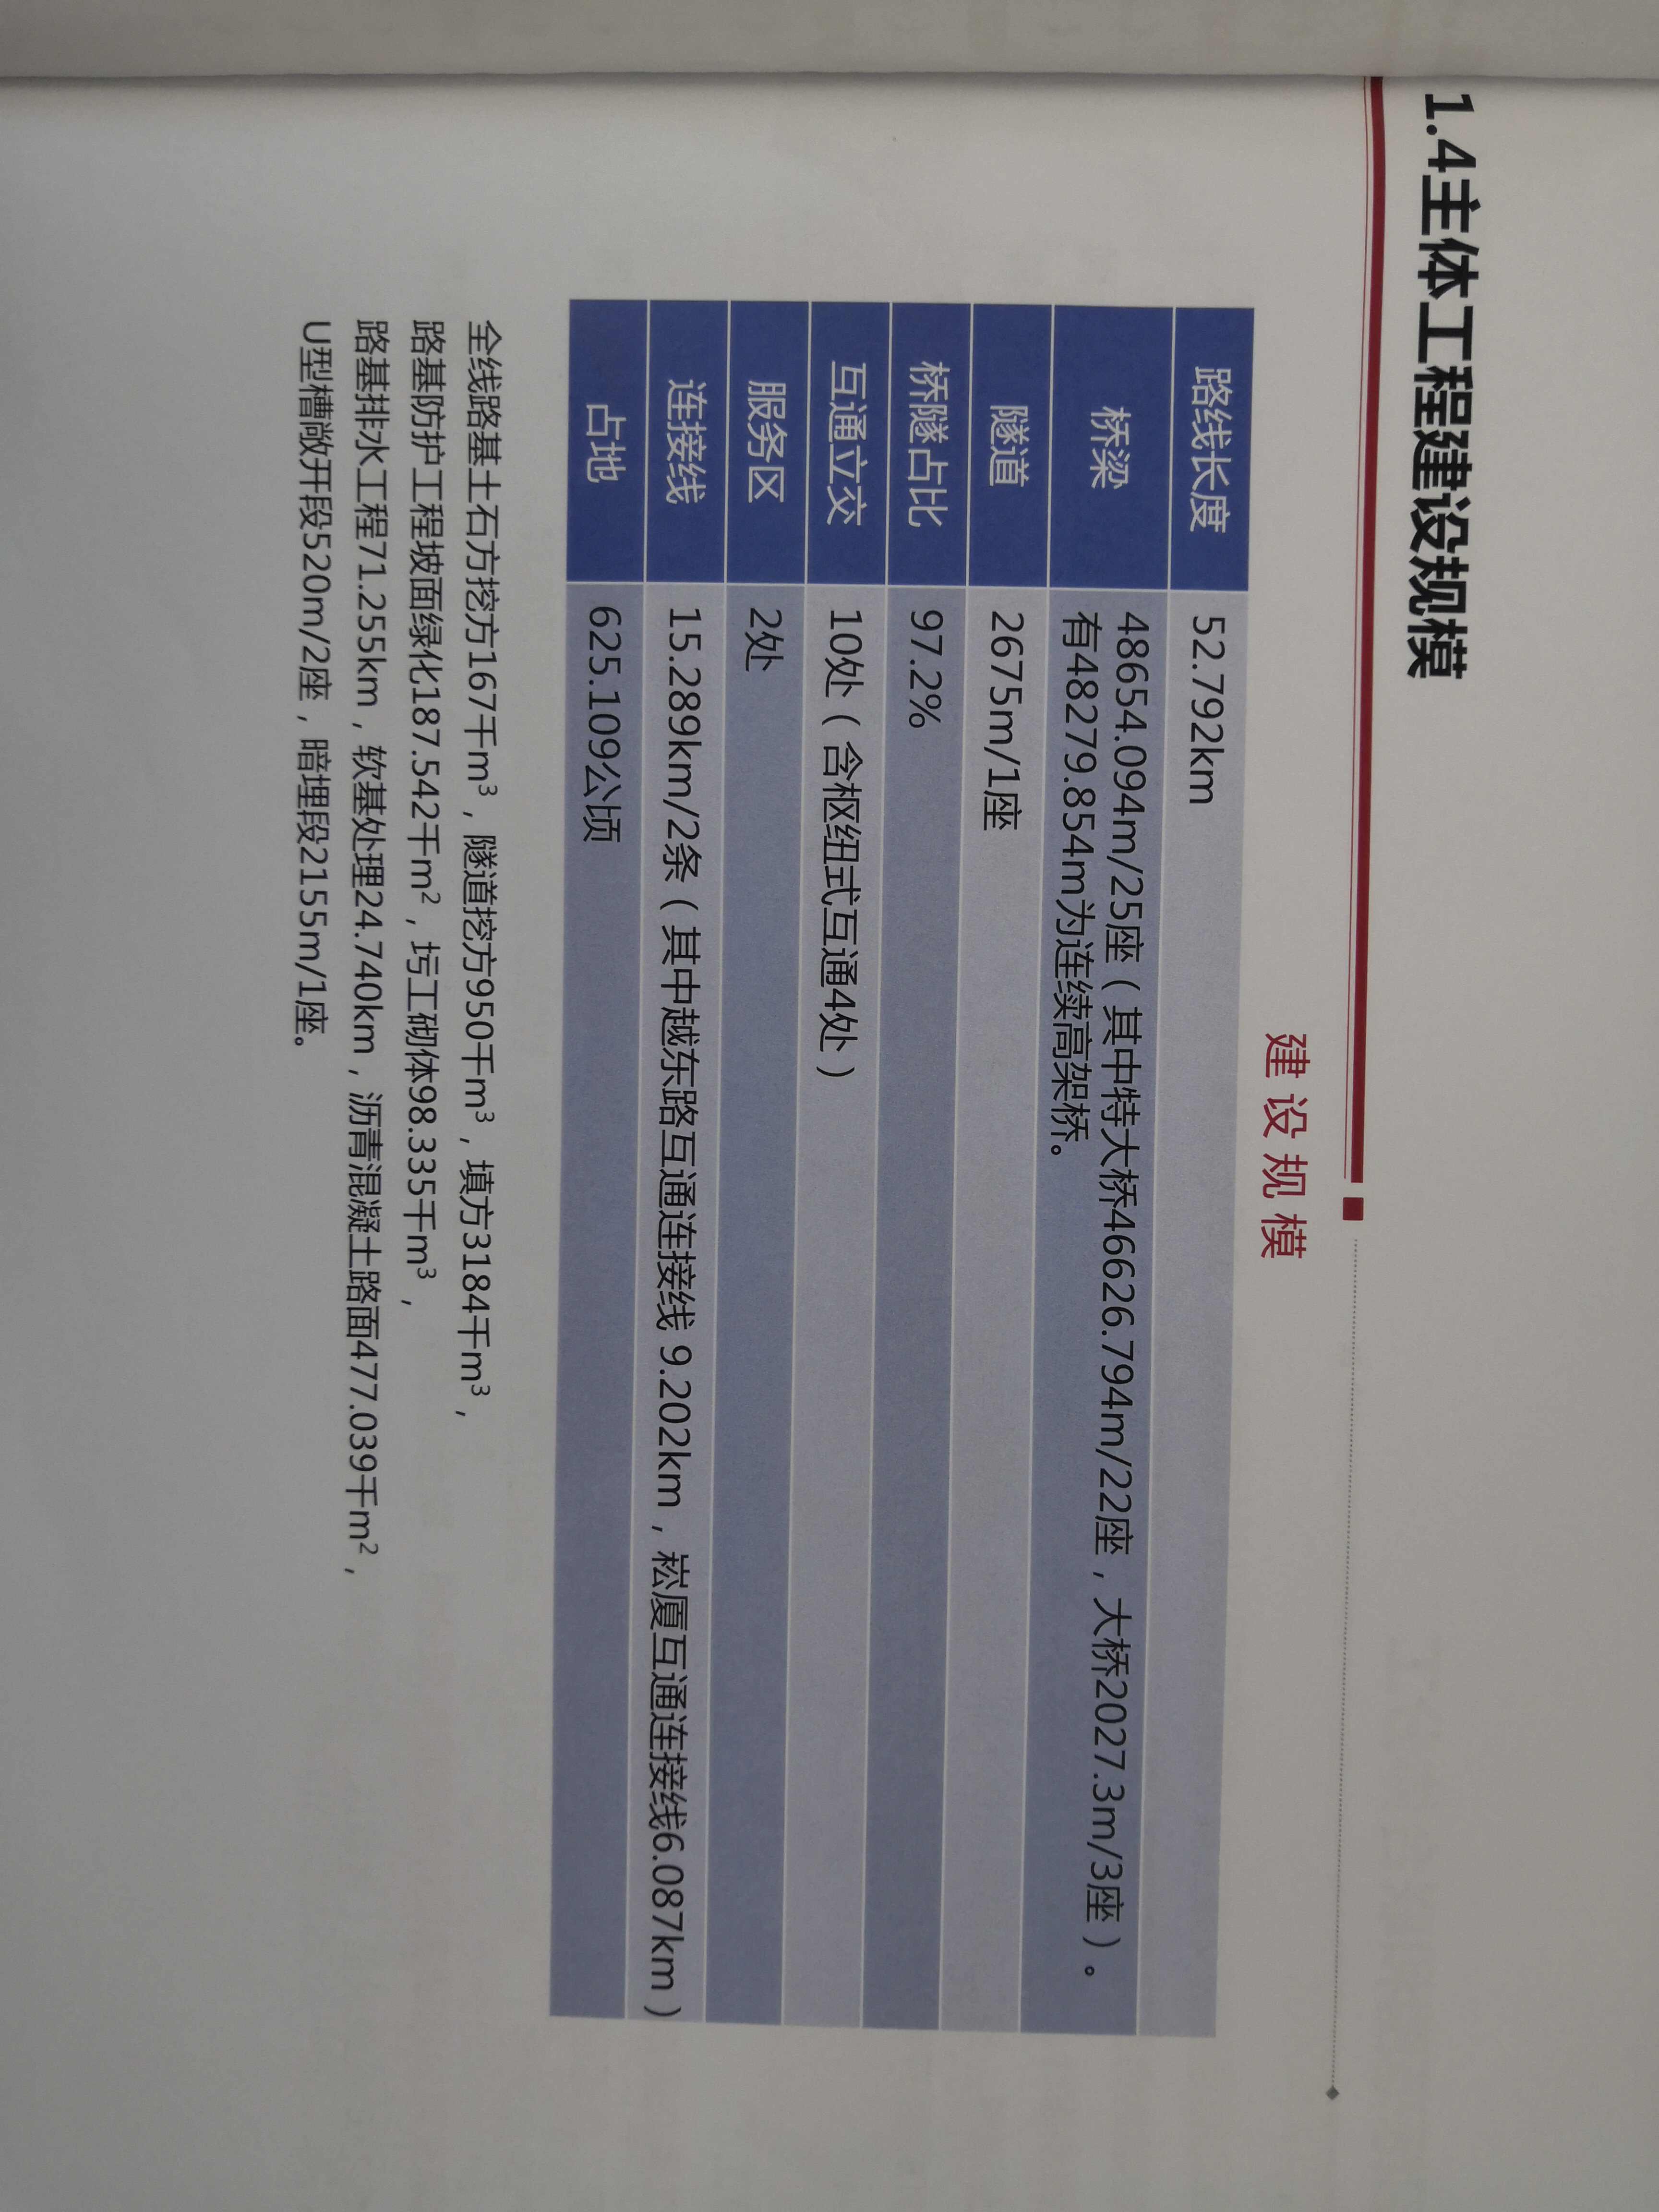 1.4主体工程建设规模
建设规模
路线长度
52.792km
桥梁
48654.094m/25座（其中特大桥46626.794m/22座，大桥2027.3m/3座）。
有48279.854m为连续高架桥。
隧道
2675m/1座
桥隧占比
97.2%
互通立交
10处（含枢纽式互通4处）
服务区
2处
连接线
15.289km/2条（其中越东路互通连接线 9.202km，崧厦互通连接线6.087km）
占地
625.109公顷
全线路基土石方挖方167千m³，隧道挖方950千m³，填方3184千m³，
路基防护工程坡面绿化187.542千m²，圬工砌体98.335千m³，
路基排水工程71.255km，软基处理24.740km，沥青混凝土路面477.039千m²，
U型槽敞开段520m/2座，暗埋段2155m/1座。